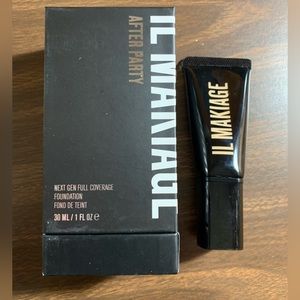 IL MAKIAGE
AFTER PARTY
NEXT GEN FULL COVERAGE
FOUNDATION
FOND DE TEINT
30 ML / 1 FL OZ ℮
IL MAKIAGE